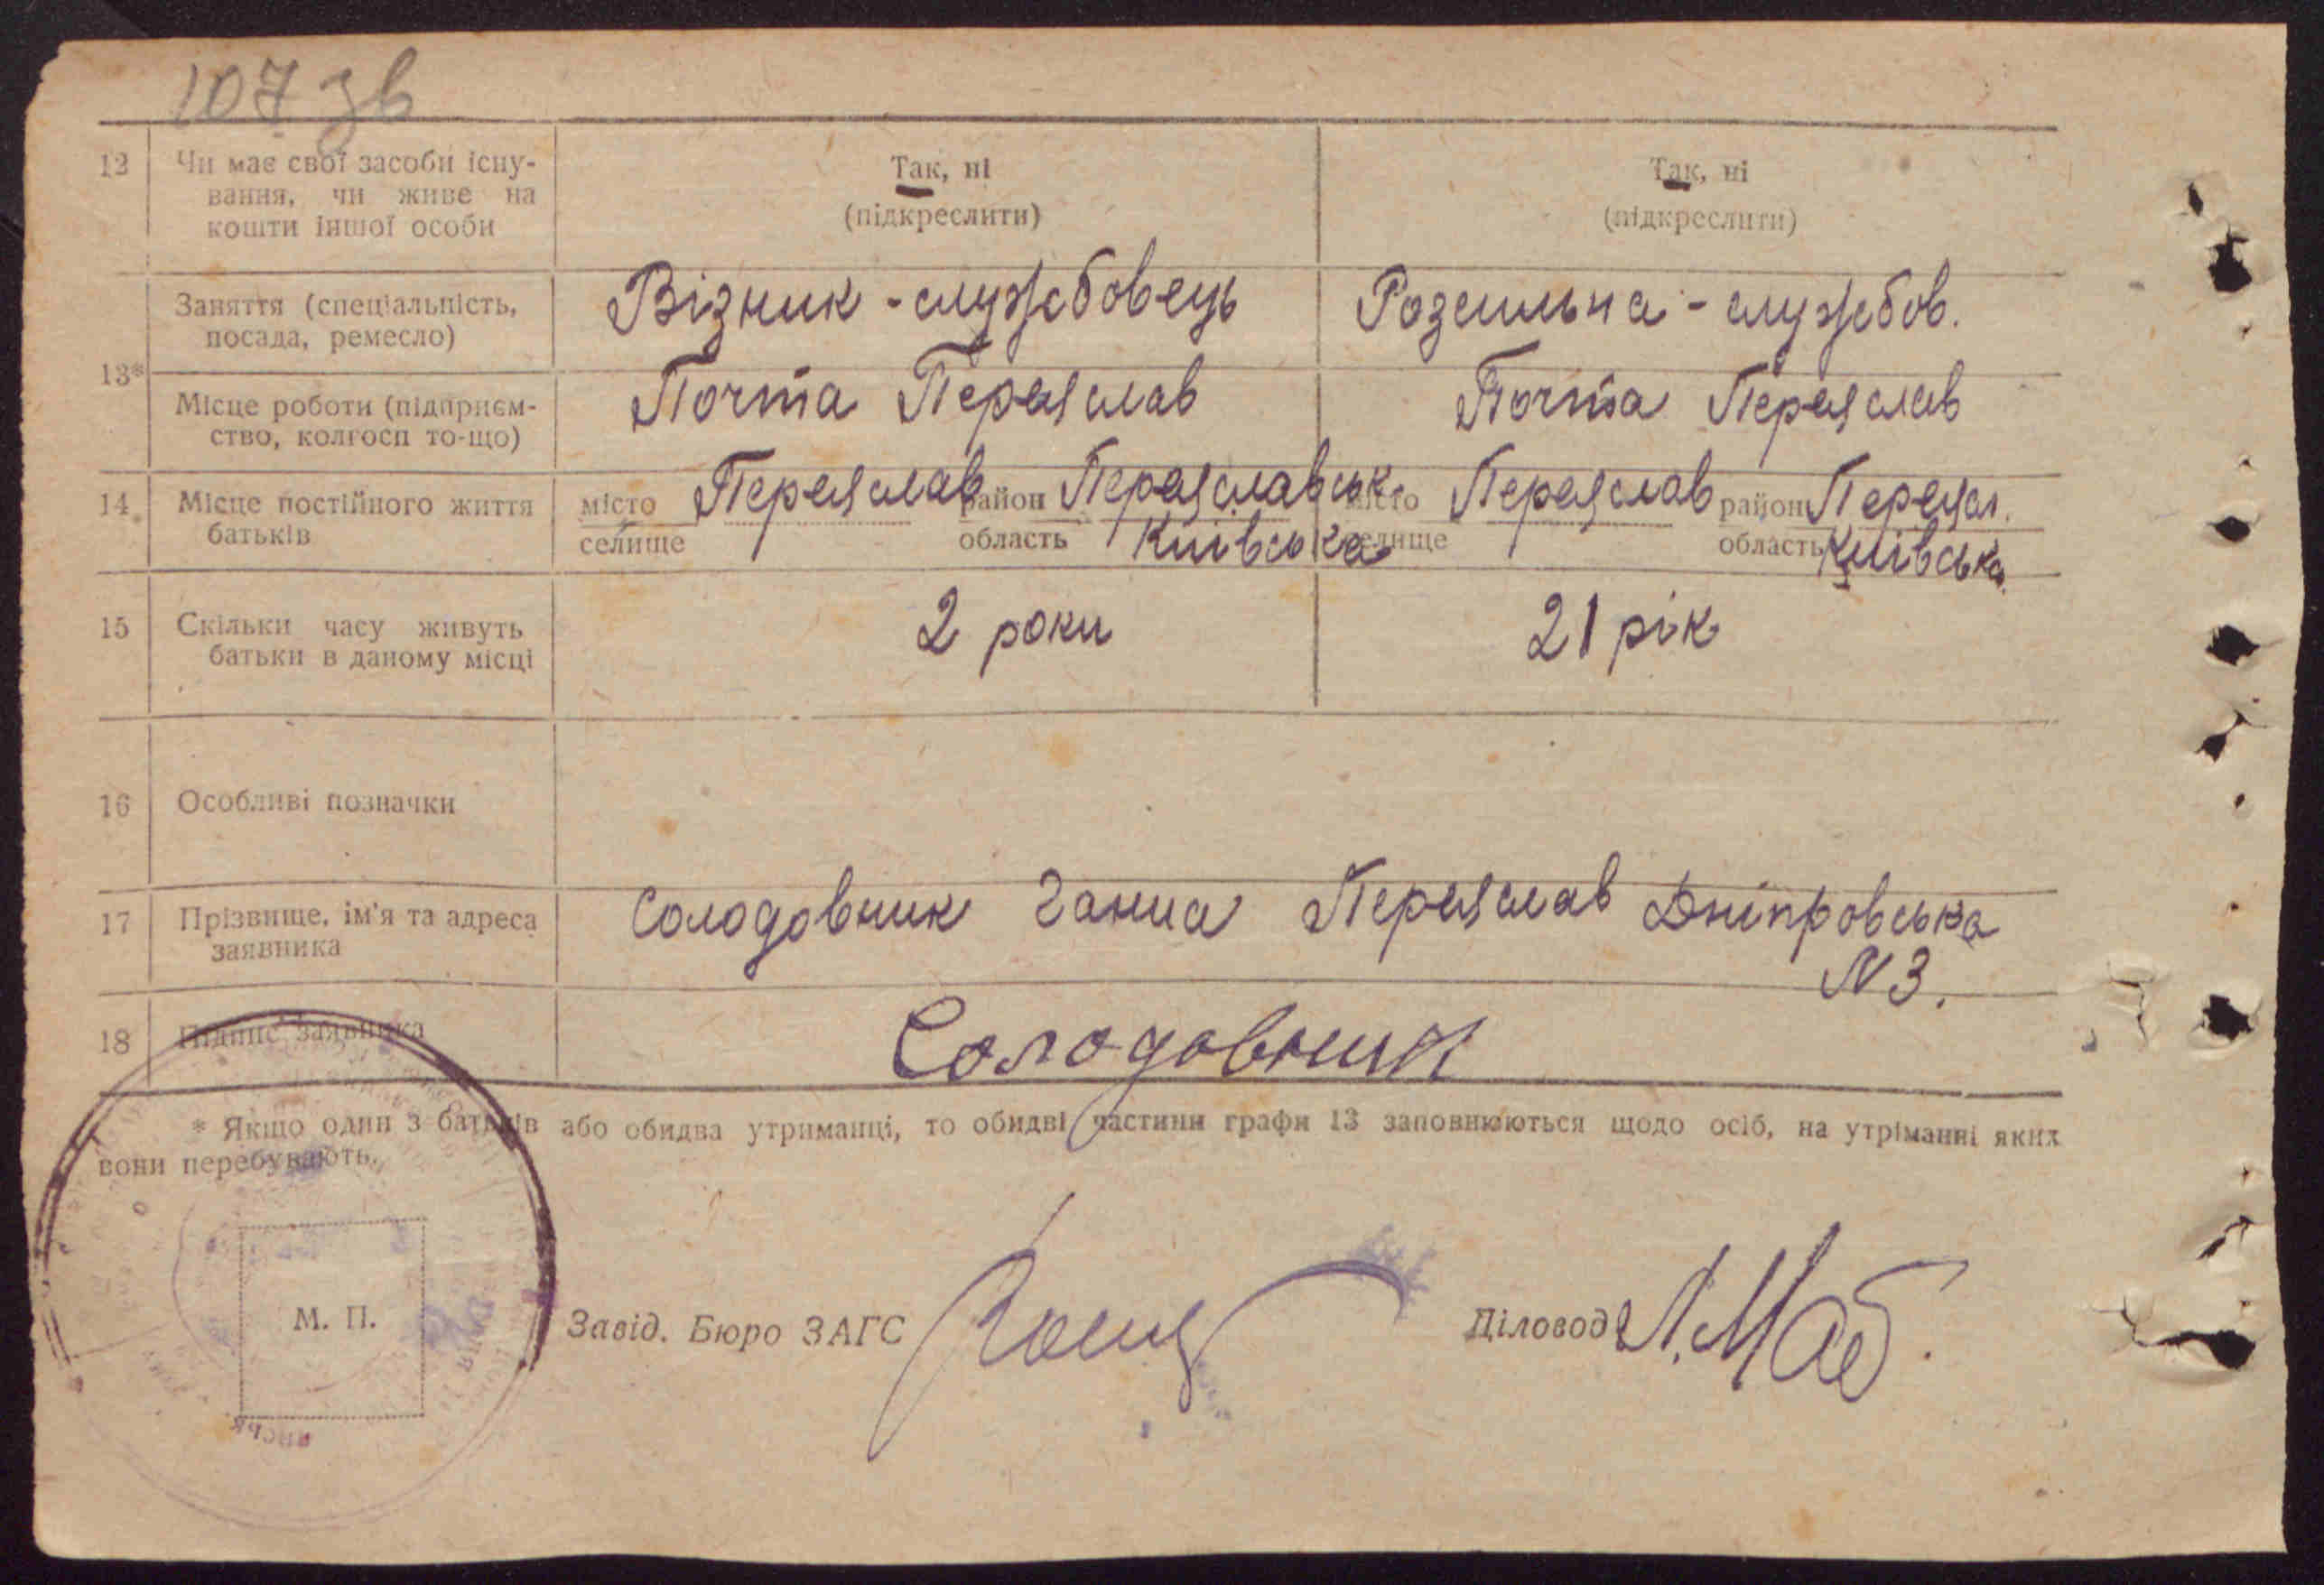 107 зв
12 Чи має свої засоби існу- Так, ні Так, ні
вання, чи живе на (підкреслити) (підкреслити)
кошти іншої особи
13* Заняття (спеціальність, Візник - службовець Розсильна - службов.
посада, ремесло)
Місце роботи (підприєм- Почта Переяслав Почта Переяслав
ство, колгосп то-що)
14 Місце постійного життя місто Переяслав район Переяславськ. місто Переяслав район Переясл.
батьків селище область Київська селище область Київська
15 Скільки часу живуть 2 роки 21 рік
батьки в даному місці
16 Особливі позначки
17 Прізвище, ім'я та адреса Солодовник Ганна Переяслав Дніпровська
заявника N 3.
18 Підпис заявника Солодовник
* Якщо один з батьків або обидва утриманці, то обидві частини графи 13 заповнюються щодо осіб, на утріманні яких
вони перебувають.
М. П. Завід. Бюро ЗАГС Діловод